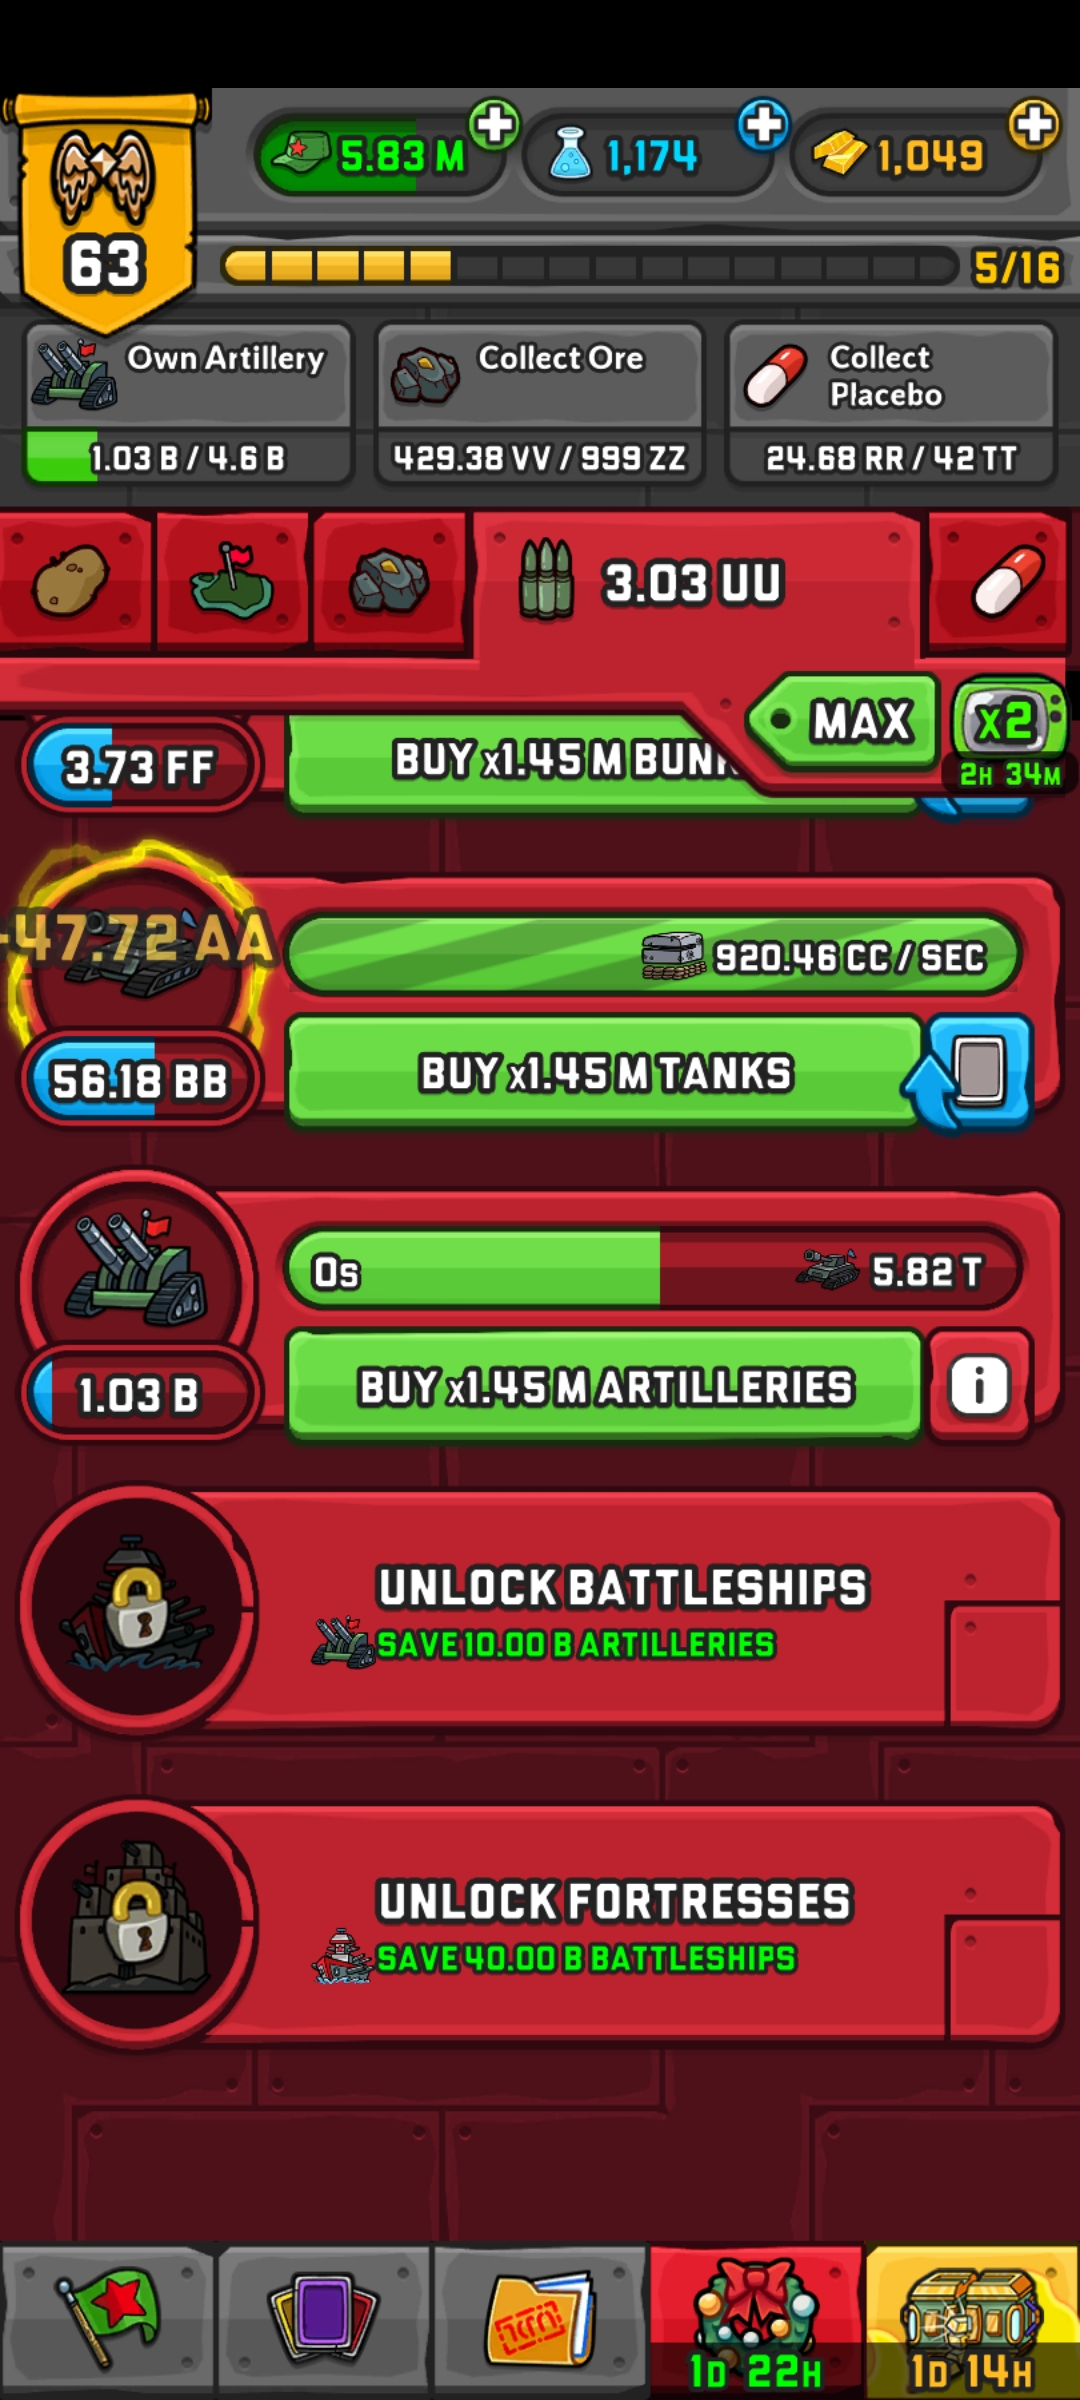 5.83 M
1,174
1,049
63
5/16
Own Artillery
1.03 B / 4.6 B
Collect Ore
429.38 VV / 999 ZZ
Collect
Placebo
24.68 RR / 42 TT
3.03 UU
MAX
x2
2H 34M
3.73 FF
BUY x1.45 M BUN
-47.72 AA
920.46 CC / SEC
56.18 BB
BUY x1.45 M TANKS
0s
5.82 T
1.03 B
BUY x1.45 M ARTILLERIES
i
UNLOCK BATTLESHIPS
SAVE 10.00 B ARTILLERIES
UNLOCK FORTRESSES
SAVE 40.00 B BATTLESHIPS
1D 22H
1D 14H